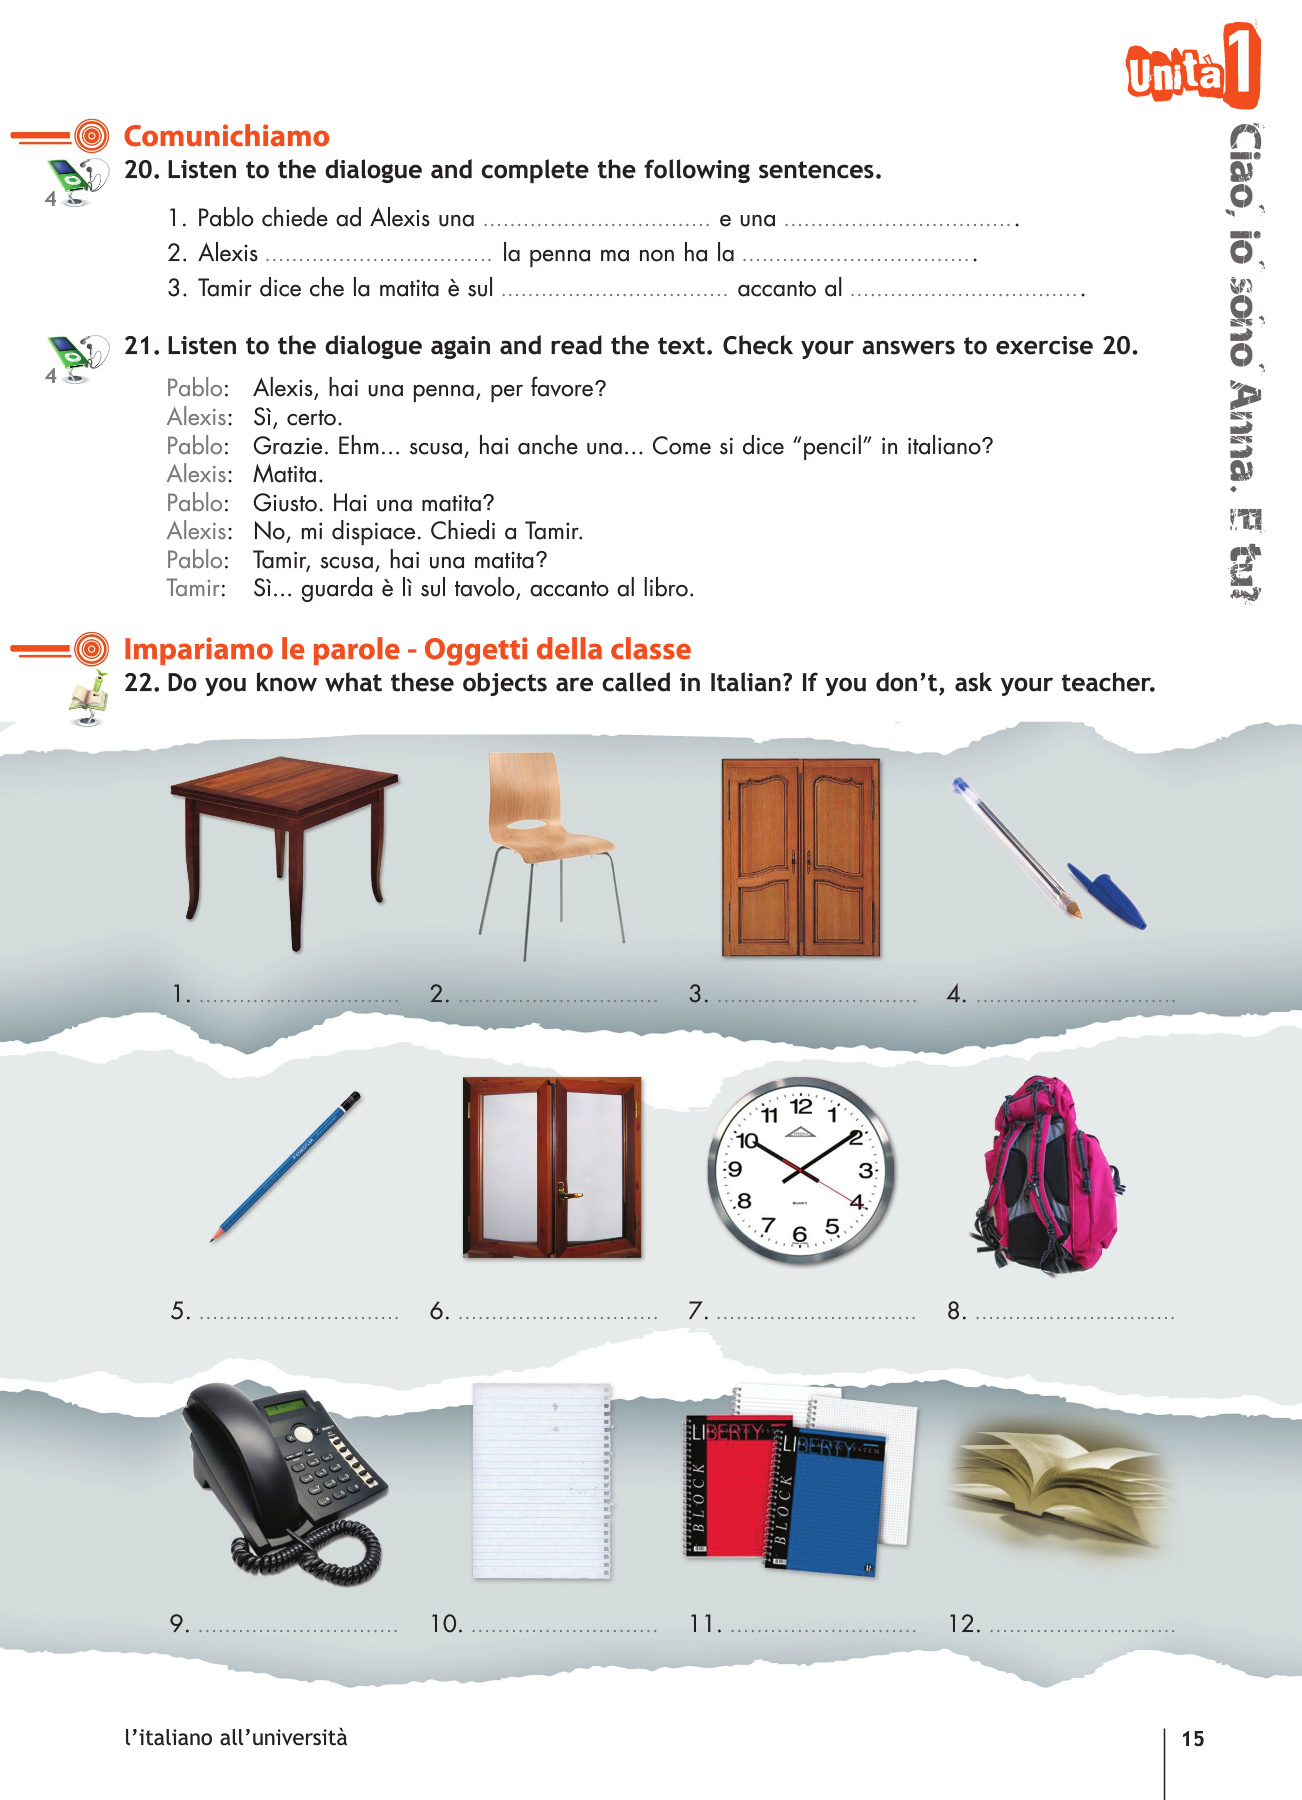 Unità 1
Ciao, io sono Anna. E tu?
Comunichiamo
4
20. Listen to the dialogue and complete the following sentences.
1. Pablo chiede ad Alexis una .................................. e una ...................................
2. Alexis .................................. la penna ma non ha la ...................................
3. Tamir dice che la matita è sul .................................. accanto al ...................................
4
21. Listen to the dialogue again and read the text. Check your answers to exercise 20.
Pablo: Alexis, hai una penna, per favore?
Alexis: Sì, certo.
Pablo: Grazie. Ehm... scusa, hai anche una... Come si dice “pencil” in italiano?
Alexis: Matita.
Pablo: Giusto. Hai una matita?
Alexis: No, mi dispiace. Chiedi a Tamir.
Pablo: Tamir, scusa, hai una matita?
Tamir: Sì... guarda è lì sul tavolo, accanto al libro.
Impariamo le parole - Oggetti della classe
22. Do you know what these objects are called in Italian? If you don’t, ask your teacher.
1. .............................. 2. .............................. 3. .............................. 4. ..............................
12 1 2 3 4 5 6 7 8 9 10 11
5. .............................. 6. .............................. 7. .............................. 8. ..............................
LIBERTY
BLOCK
LIBERTY
BLOCK
9. .............................. 10. ............................ 11. ............................ 12. ............................
l’italiano all’università
15